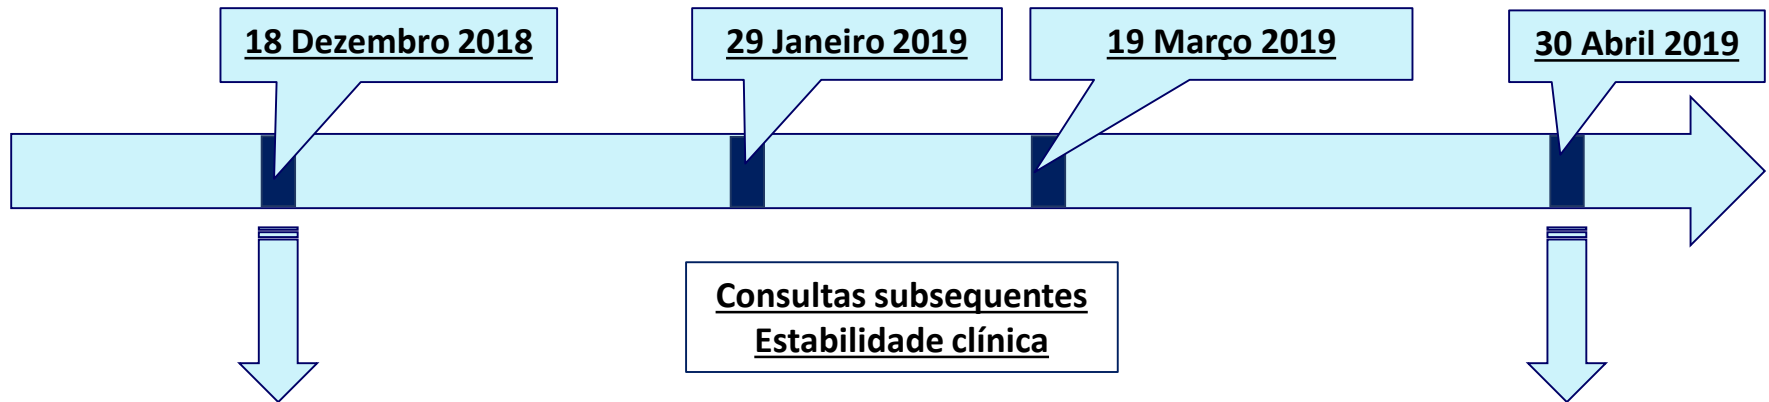 18 Dezembro 2018
29 Janeiro 2019
19 Março 2019
30 Abril 2019
Consultas subsequentes
Estabilidade clínica